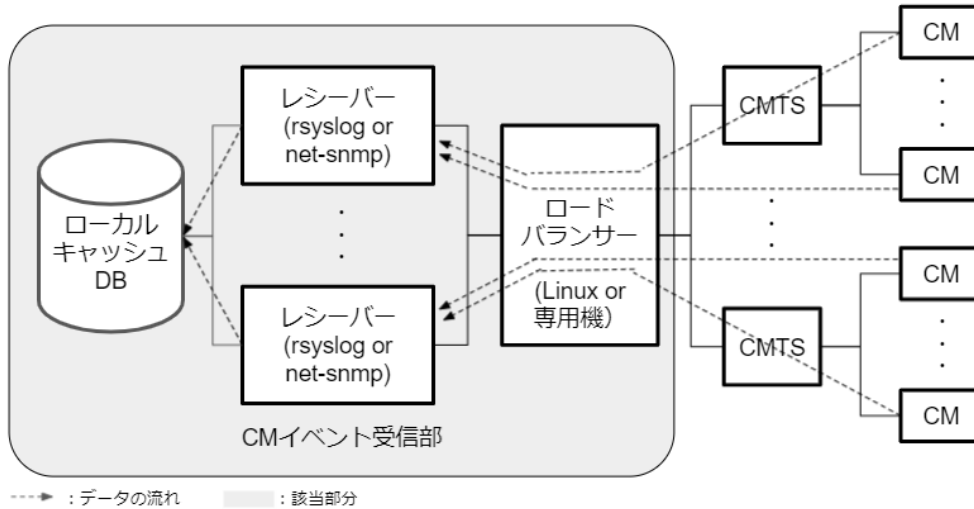 CM
CMTS
CM
レシーバー
(rsyslog or
net-snmp)
ローカル
キャッシュ
DB
ロード
バランサー
(Linux or
専用機）
レシーバー
(rsyslog or
net-snmp)
CM
CMTS
CM
CMイベント受信部
：データの流れ
：該当部分